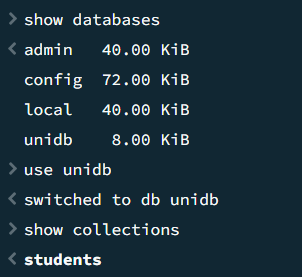 > show databases
< admin   40.00 KiB
config  72.00 KiB
local   40.00 KiB
unidb    8.00 KiB
> use unidb
< switched to db unidb
> show collections
< students